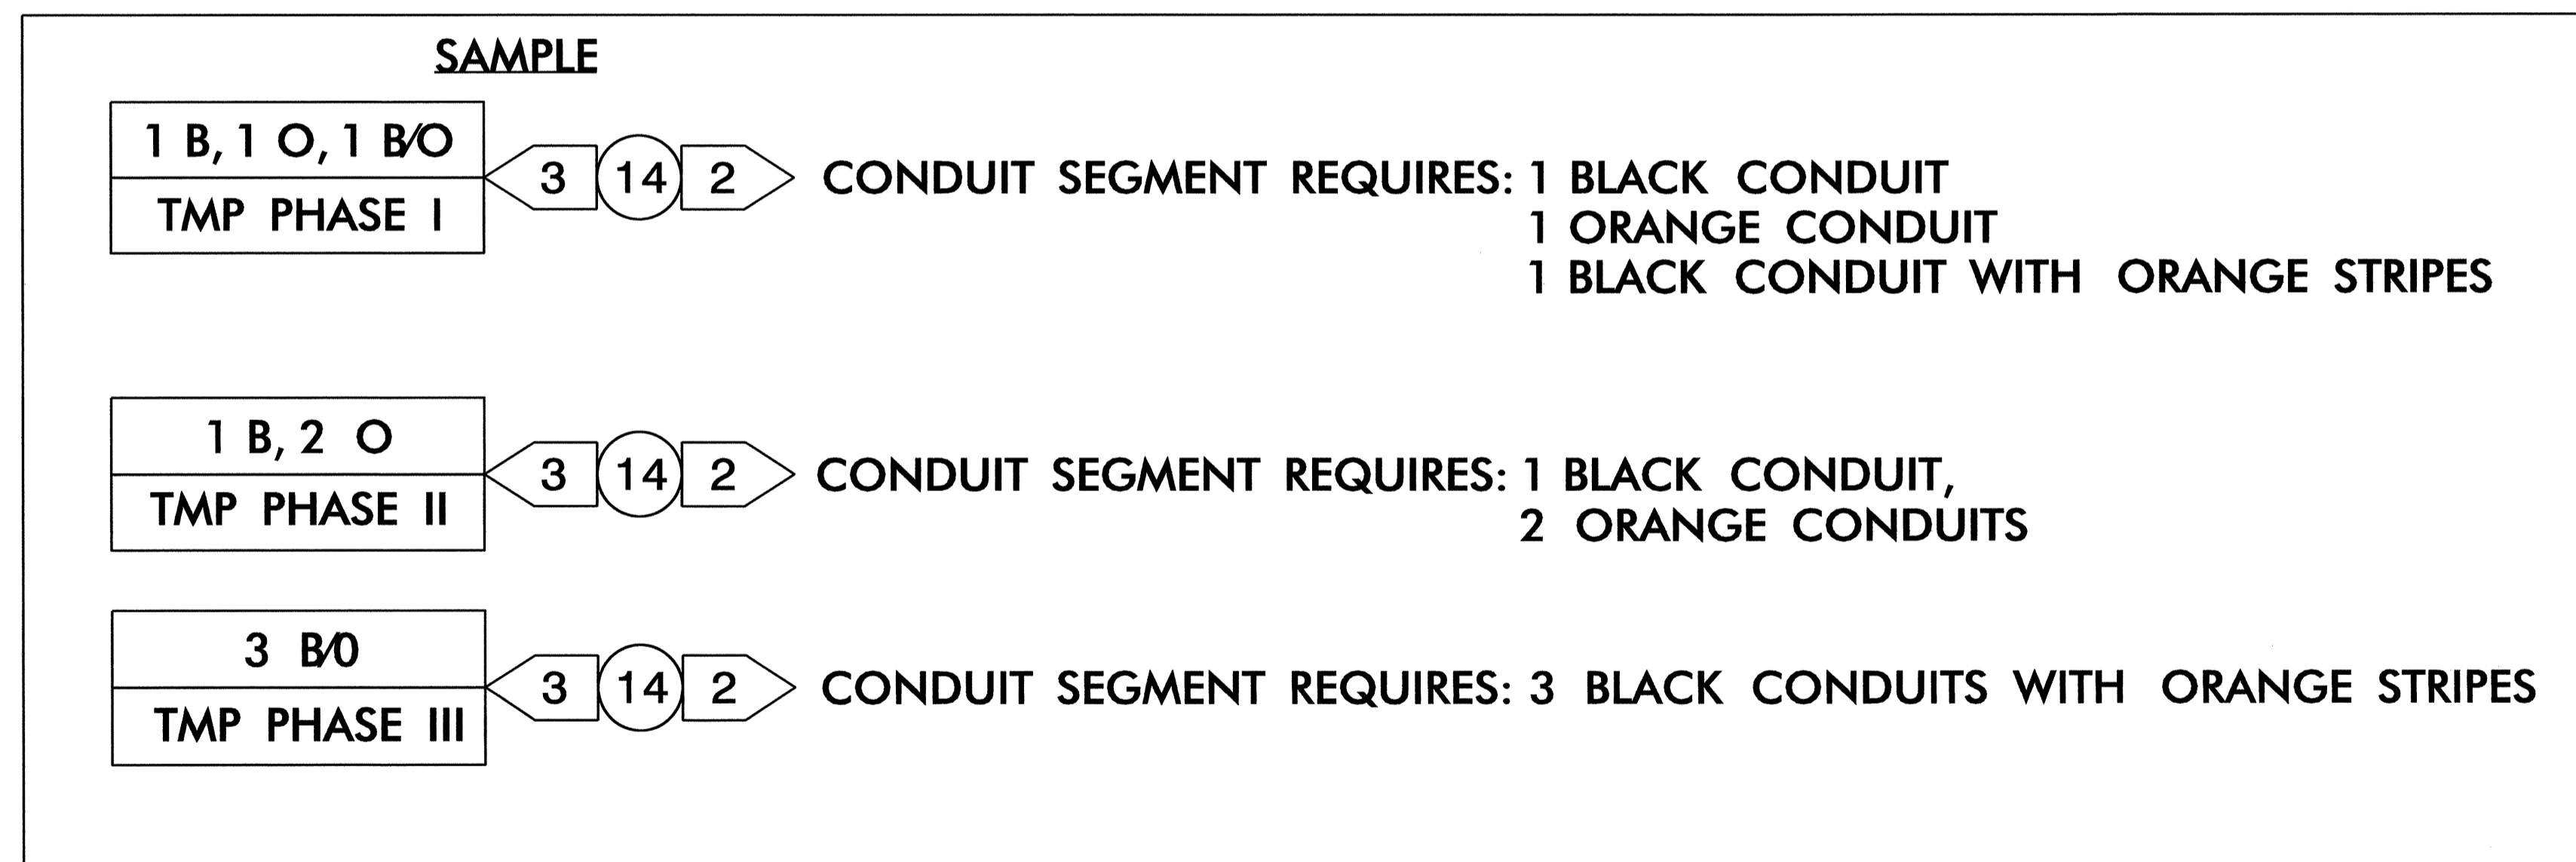 SAMPLE
1 B, 1 O, 1 B/O
TMP PHASE I
3 14 2
CONDUIT SEGMENT REQUIRES: 1 BLACK CONDUIT
1 ORANGE CONDUIT
1 BLACK CONDUIT WITH ORANGE STRIPES
1 B, 2 O
TMP PHASE II
3 14 2
CONDUIT SEGMENT REQUIRES: 1 BLACK CONDUIT,
2 ORANGE CONDUITS
3 B/0
TMP PHASE III
3 14 2
CONDUIT SEGMENT REQUIRES: 3 BLACK CONDUITS WITH ORANGE STRIPES